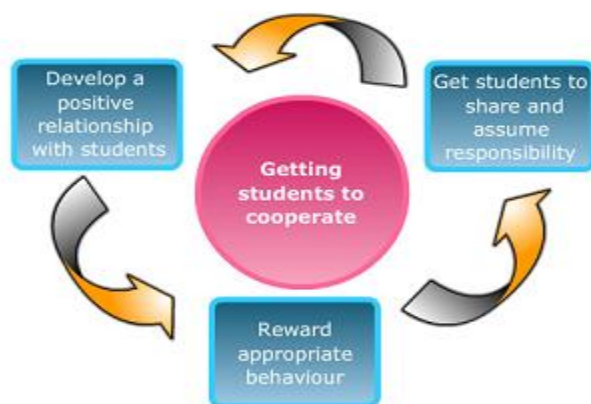 Develop a
positive
relationship
with students
Get students to
share and
assume
responsibility
Getting
students to
cooperate
Reward
appropriate
behaviour